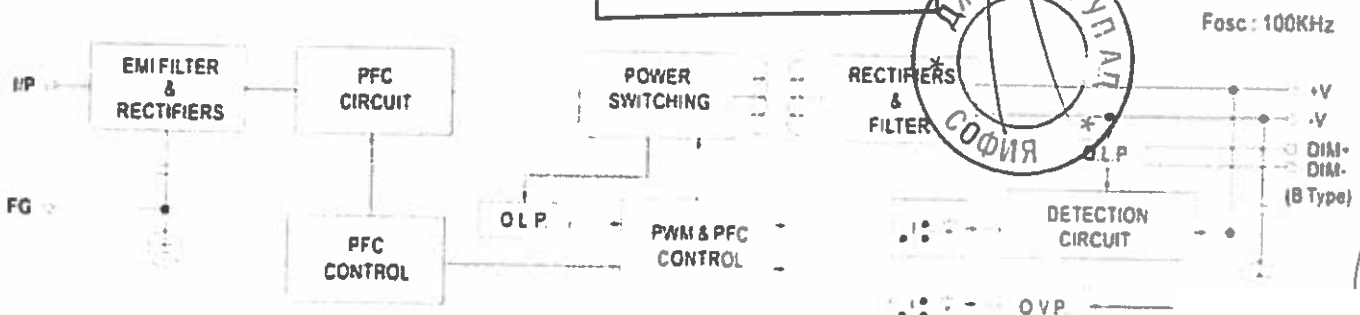 Fosc : 100KHz
I/P
EMI FILTER
&
RECTIFIERS
PFC
CIRCUIT
POWER
SWITCHING
RECTIFIERS
&
FILTER
+V
-V
DIM+
DIM-
(B Type)
СОФИЯ
O.L.P.
FG
O.L.P.
PFC
CONTROL
PWM & PFC
CONTROL
DETECTION
CIRCUIT
O.V.P.